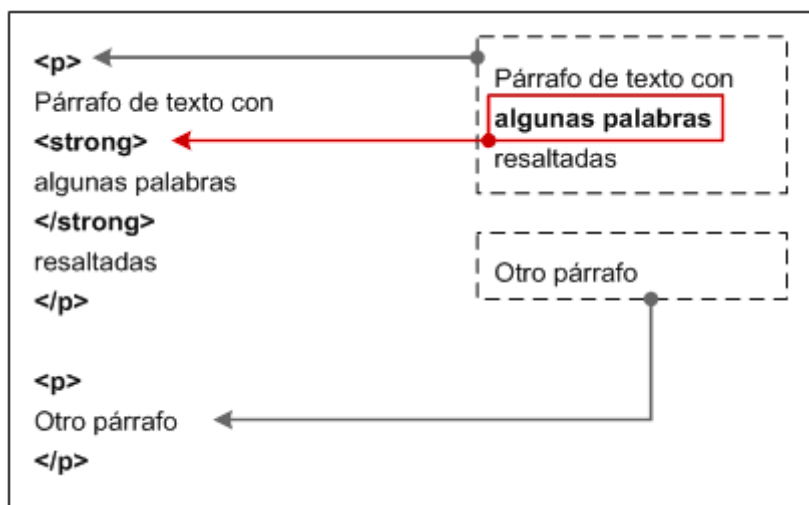 <p>
Párrafo de texto con
<strong>
algunas palabras
</strong>
resaltadas
</p>
<p>
Otro párrafo
</p>
Párrafo de texto con
algunas palabras
resaltadas
Otro párrafo